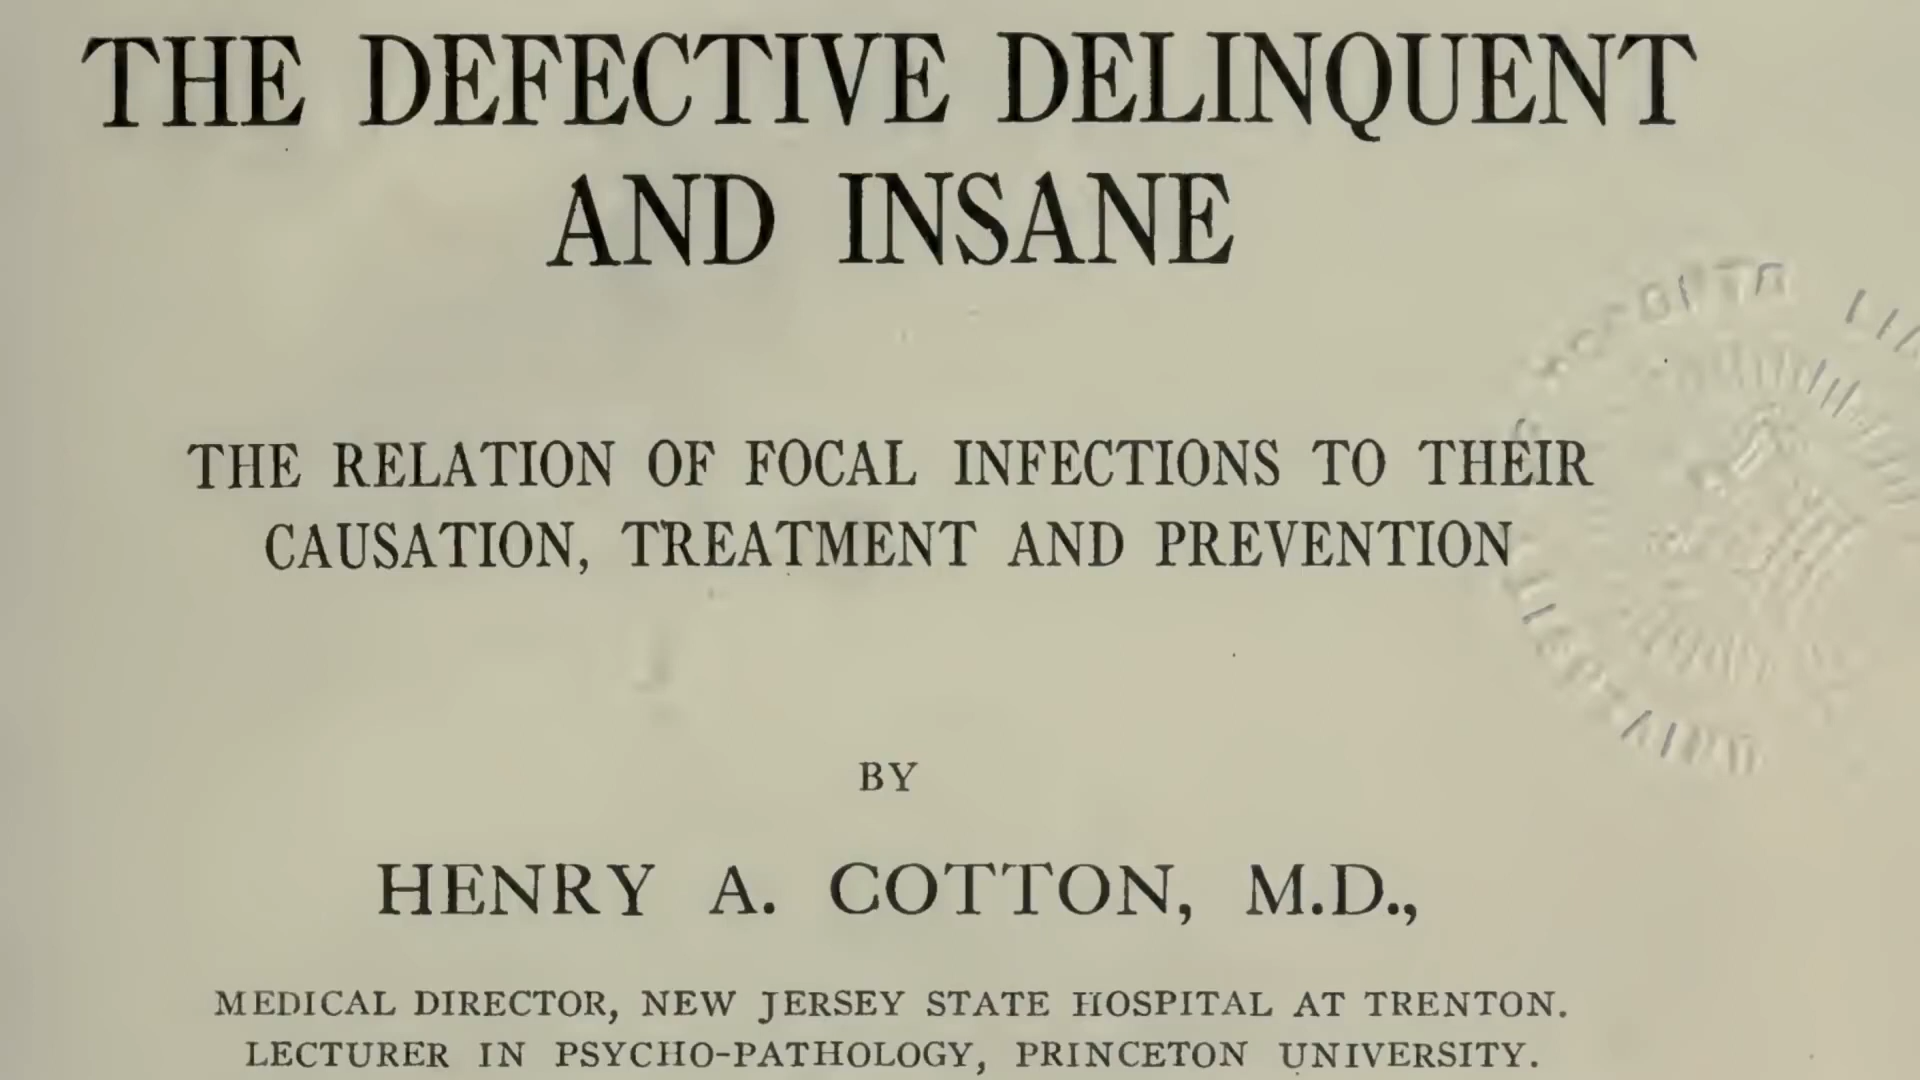 THE DEFECTIVE DELINQUENT
AND INSANE
THE RELATION OF FOCAL INFECTIONS TO THEIR
CAUSATION, TREATMENT AND PREVENTION
BY
HENRY A. COTTON, M.D.,
MEDICAL DIRECTOR, NEW JERSEY STATE HOSPITAL AT TRENTON.
LECTURER IN PSYCHO-PATHOLOGY, PRINCETON UNIVERSITY.